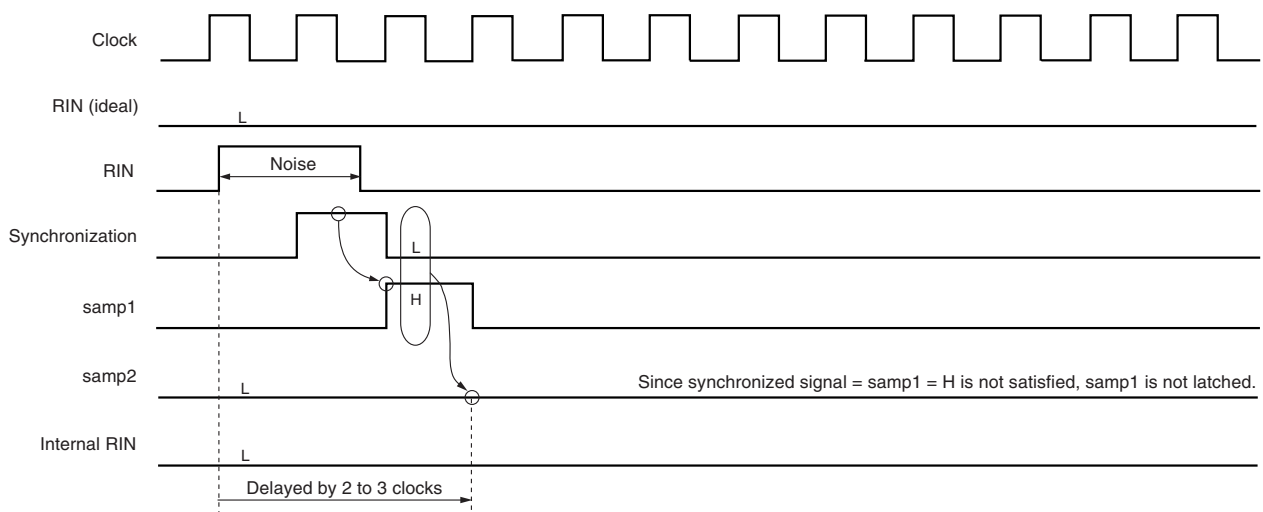 Clock
RIN (ideal)
L
RIN
Noise
Synchronization
L
samp1
H
samp2
L
Since synchronized signal = samp1 = H is not satisfied, samp1 is not latched.
Internal RIN
L
Delayed by 2 to 3 clocks